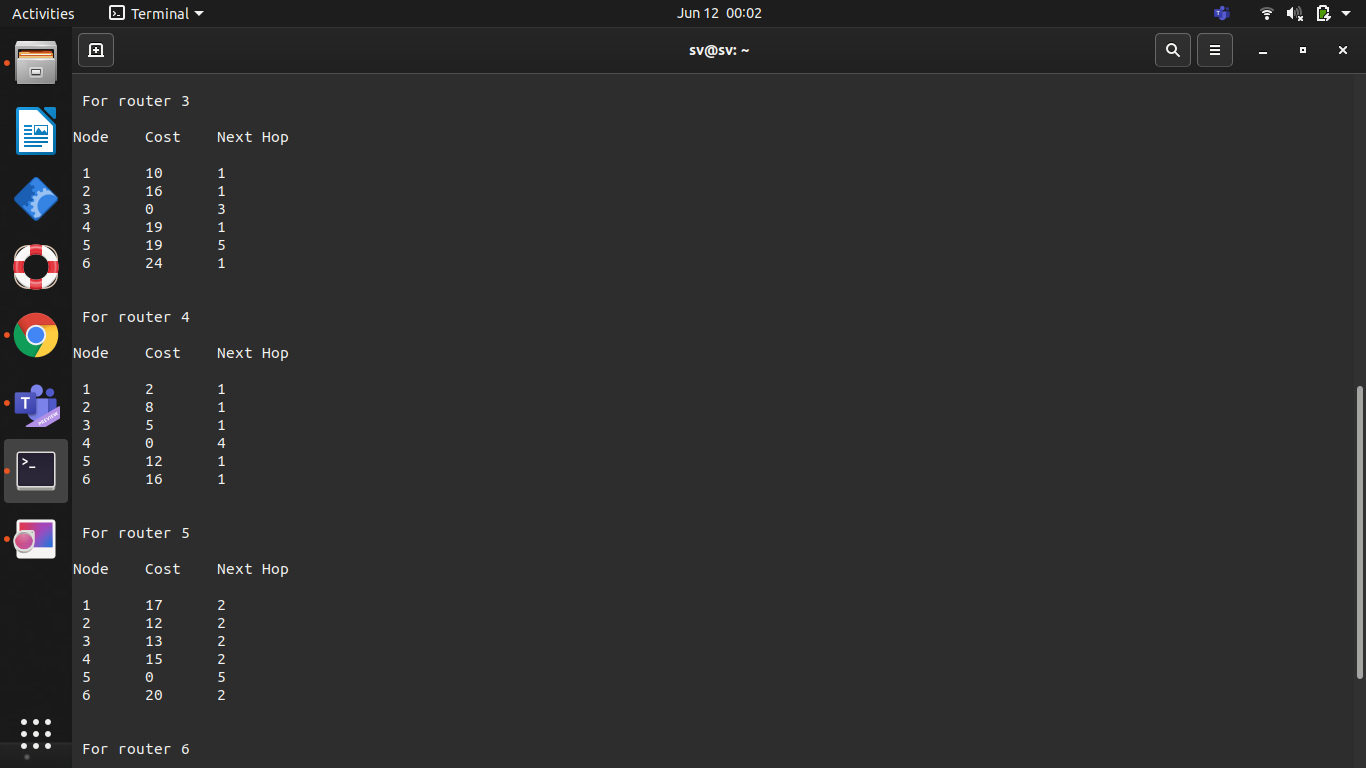 Activities Terminal Jun 12 00:02
sv@sv: ~
For router 3
Node Cost Next Hop
1 10 1
2 16 1
3 0 3
4 19 1
5 19 5
6 24 1
For router 4
Node Cost Next Hop
1 2 1
2 8 1
3 5 1
4 0 4
5 12 1
6 16 1
For router 5
Node Cost Next Hop
1 17 2
2 12 2
3 13 2
4 15 2
5 0 5
6 20 2
For router 6
T
PREVIEW
>_